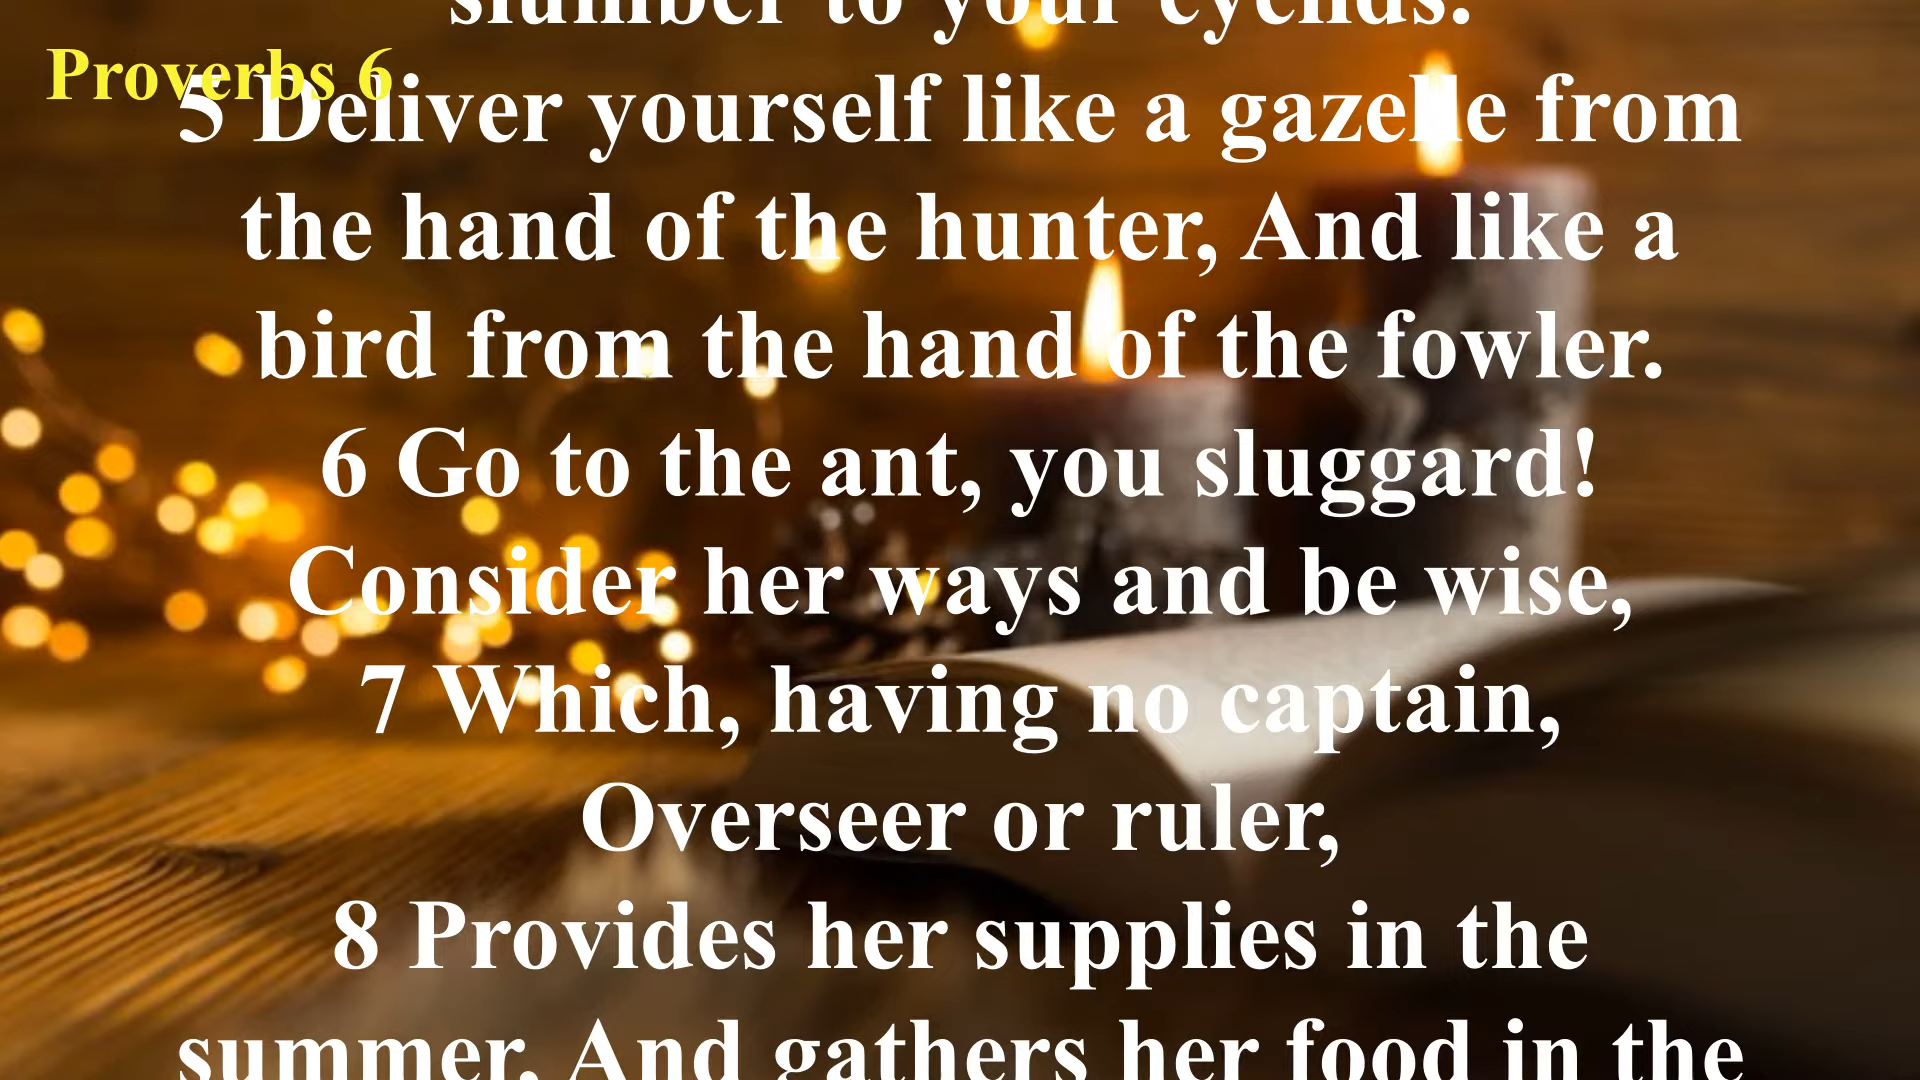 slumber to your eyelids.
Proverbs 6
5 Deliver yourself like a gazelle from
the hand of the hunter, And like a
bird from the hand of the fowler.
6 Go to the ant, you sluggard!
Consider her ways and be wise,
7 Which, having no captain,
Overseer or ruler,
8 Provides her supplies in the
summer, And gathers her food in the